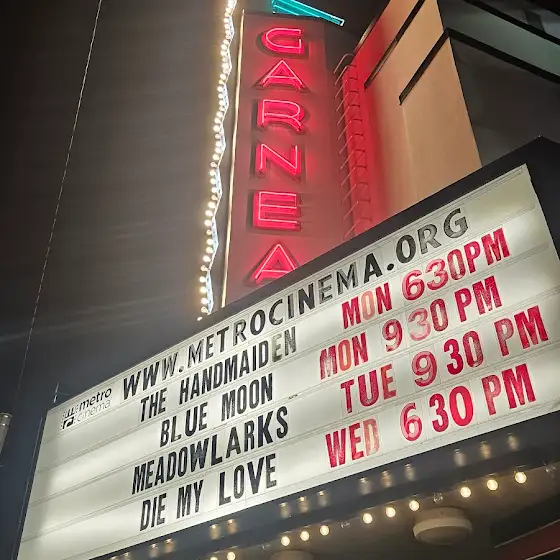 GARNEA
metro
cinema
WWW.METROCINEMA.ORG
THE HANDMAIDEN MON 630PM
BLUE MOON MON 930 PM
MEADOWLARKS TUE 930 PM
DIE MY LOVE WED 630 PM